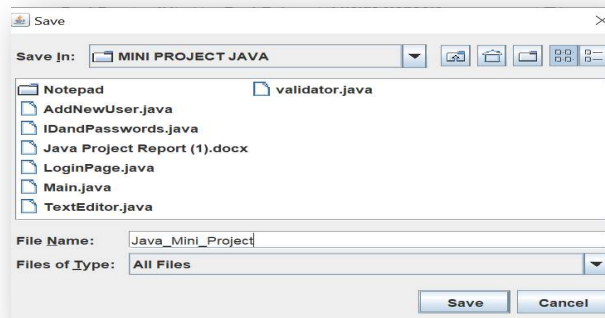 Save
Save In: MINI PROJECT JAVA
Notepad validator.java
AddNewUser.java
IDandPasswords.java
Java Project Report (1).docx
LoginPage.java
Main.java
TextEditor.java
File Name: Java_Mini_Project
Files of Type: All Files
Save Cancel